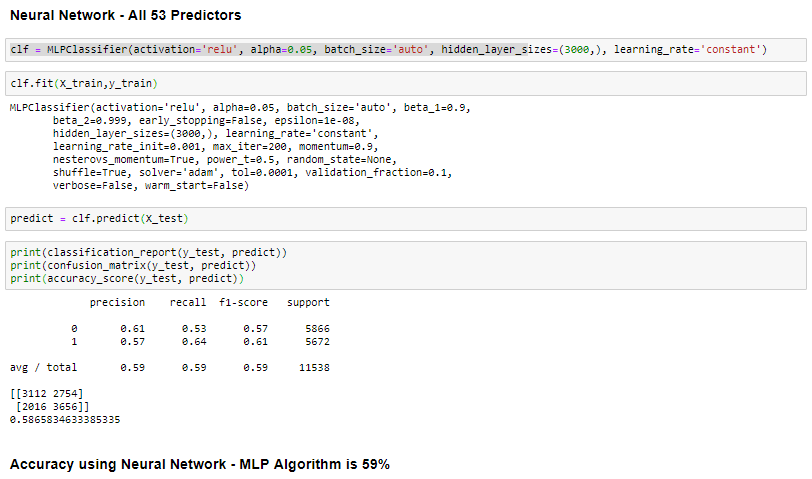 Neural Network - All 53 Predictors
clf = MLPClassifier(activation='relu', alpha=0.05, batch_size='auto', hidden_layer_sizes=(3000,), learning_rate='constant')
clf.fit(X_train,y_train)
MLPClassifier(activation='relu', alpha=0.05, batch_size='auto', beta_1=0.9,
beta_2=0.999, early_stopping=False, epsilon=1e-08,
hidden_layer_sizes=(3000,), learning_rate='constant',
learning_rate_init=0.001, max_iter=200, momentum=0.9,
nesterovs_momentum=True, power_t=0.5, random_state=None,
shuffle=True, solver='adam', tol=0.0001, validation_fraction=0.1,
verbose=False, warm_start=False)
predict = clf.predict(X_test)
print(classification_report(y_test, predict))
print(confusion_matrix(y_test, predict))
print(accuracy_score(y_test, predict))
precision recall f1-score support
0 0.61 0.53 0.57 5866
1 0.57 0.64 0.61 5672
avg / total 0.59 0.59 0.59 11538
[[3112 2754]
[2016 3656]]
0.5865834633385335
Accuracy using Neural Network - MLP Algorithm is 59%